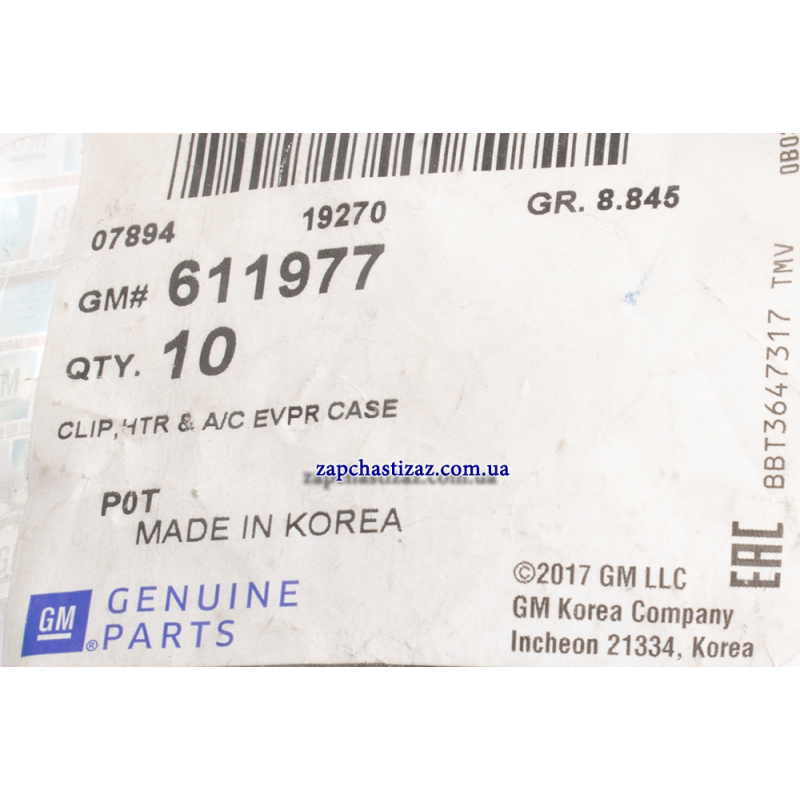 07894 19270 GR. 8.845
GM# 611977
QTY. 10
CLIP,HTR & A/C EVPR CASE
zapchastizaz.com.ua
P0T
MADE IN KOREA
GM GENUINE
®PARTS
©2017 GM LLC
GM Korea Company
Incheon 21334, Korea
EAC
BBT3647317 TMV